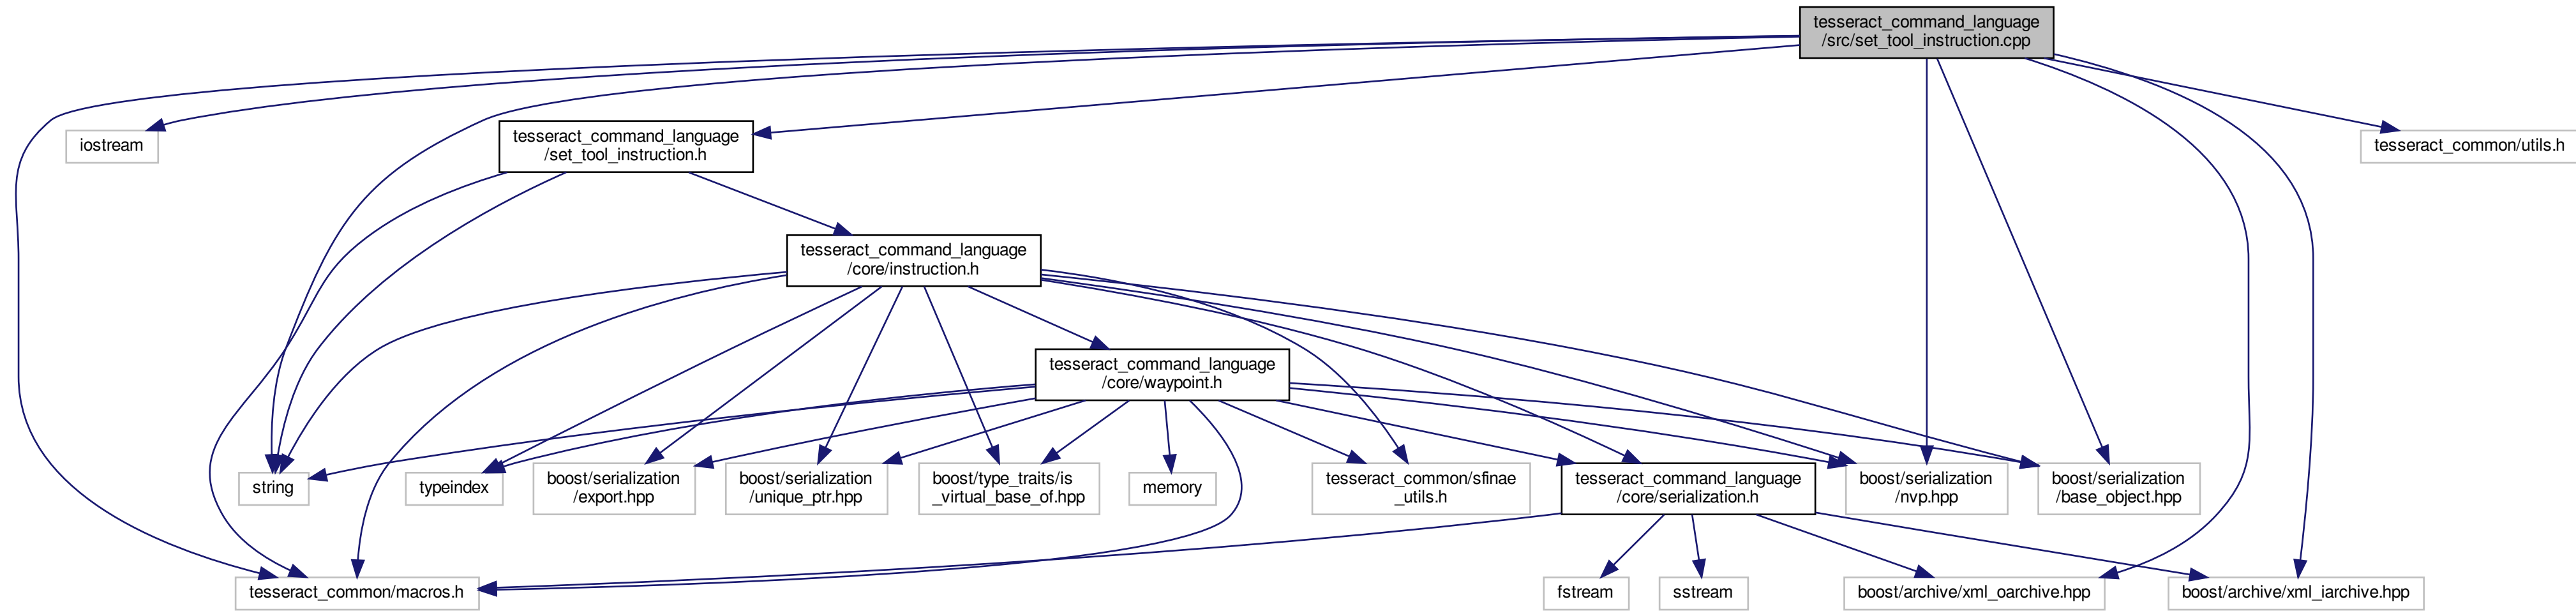 tesseract_command_language
/src/set_tool_instruction.cpp
iostream
tesseract_command_language
/set_tool_instruction.h
tesseract_common/utils.h
tesseract_command_language
/core/instruction.h
tesseract_command_language
/core/waypoint.h
string
typeindex
boost/serialization
/export.hpp
boost/serialization
/unique_ptr.hpp
boost/type_traits/is
_virtual_base_of.hpp
memory
tesseract_common/sfinae
_utils.h
tesseract_command_language
/core/serialization.h
boost/serialization
/nvp.hpp
boost/serialization
/base_object.hpp
tesseract_common/macros.h
fstream
sstream
boost/archive/xml_oarchive.hpp
boost/archive/xml_iarchive.hpp